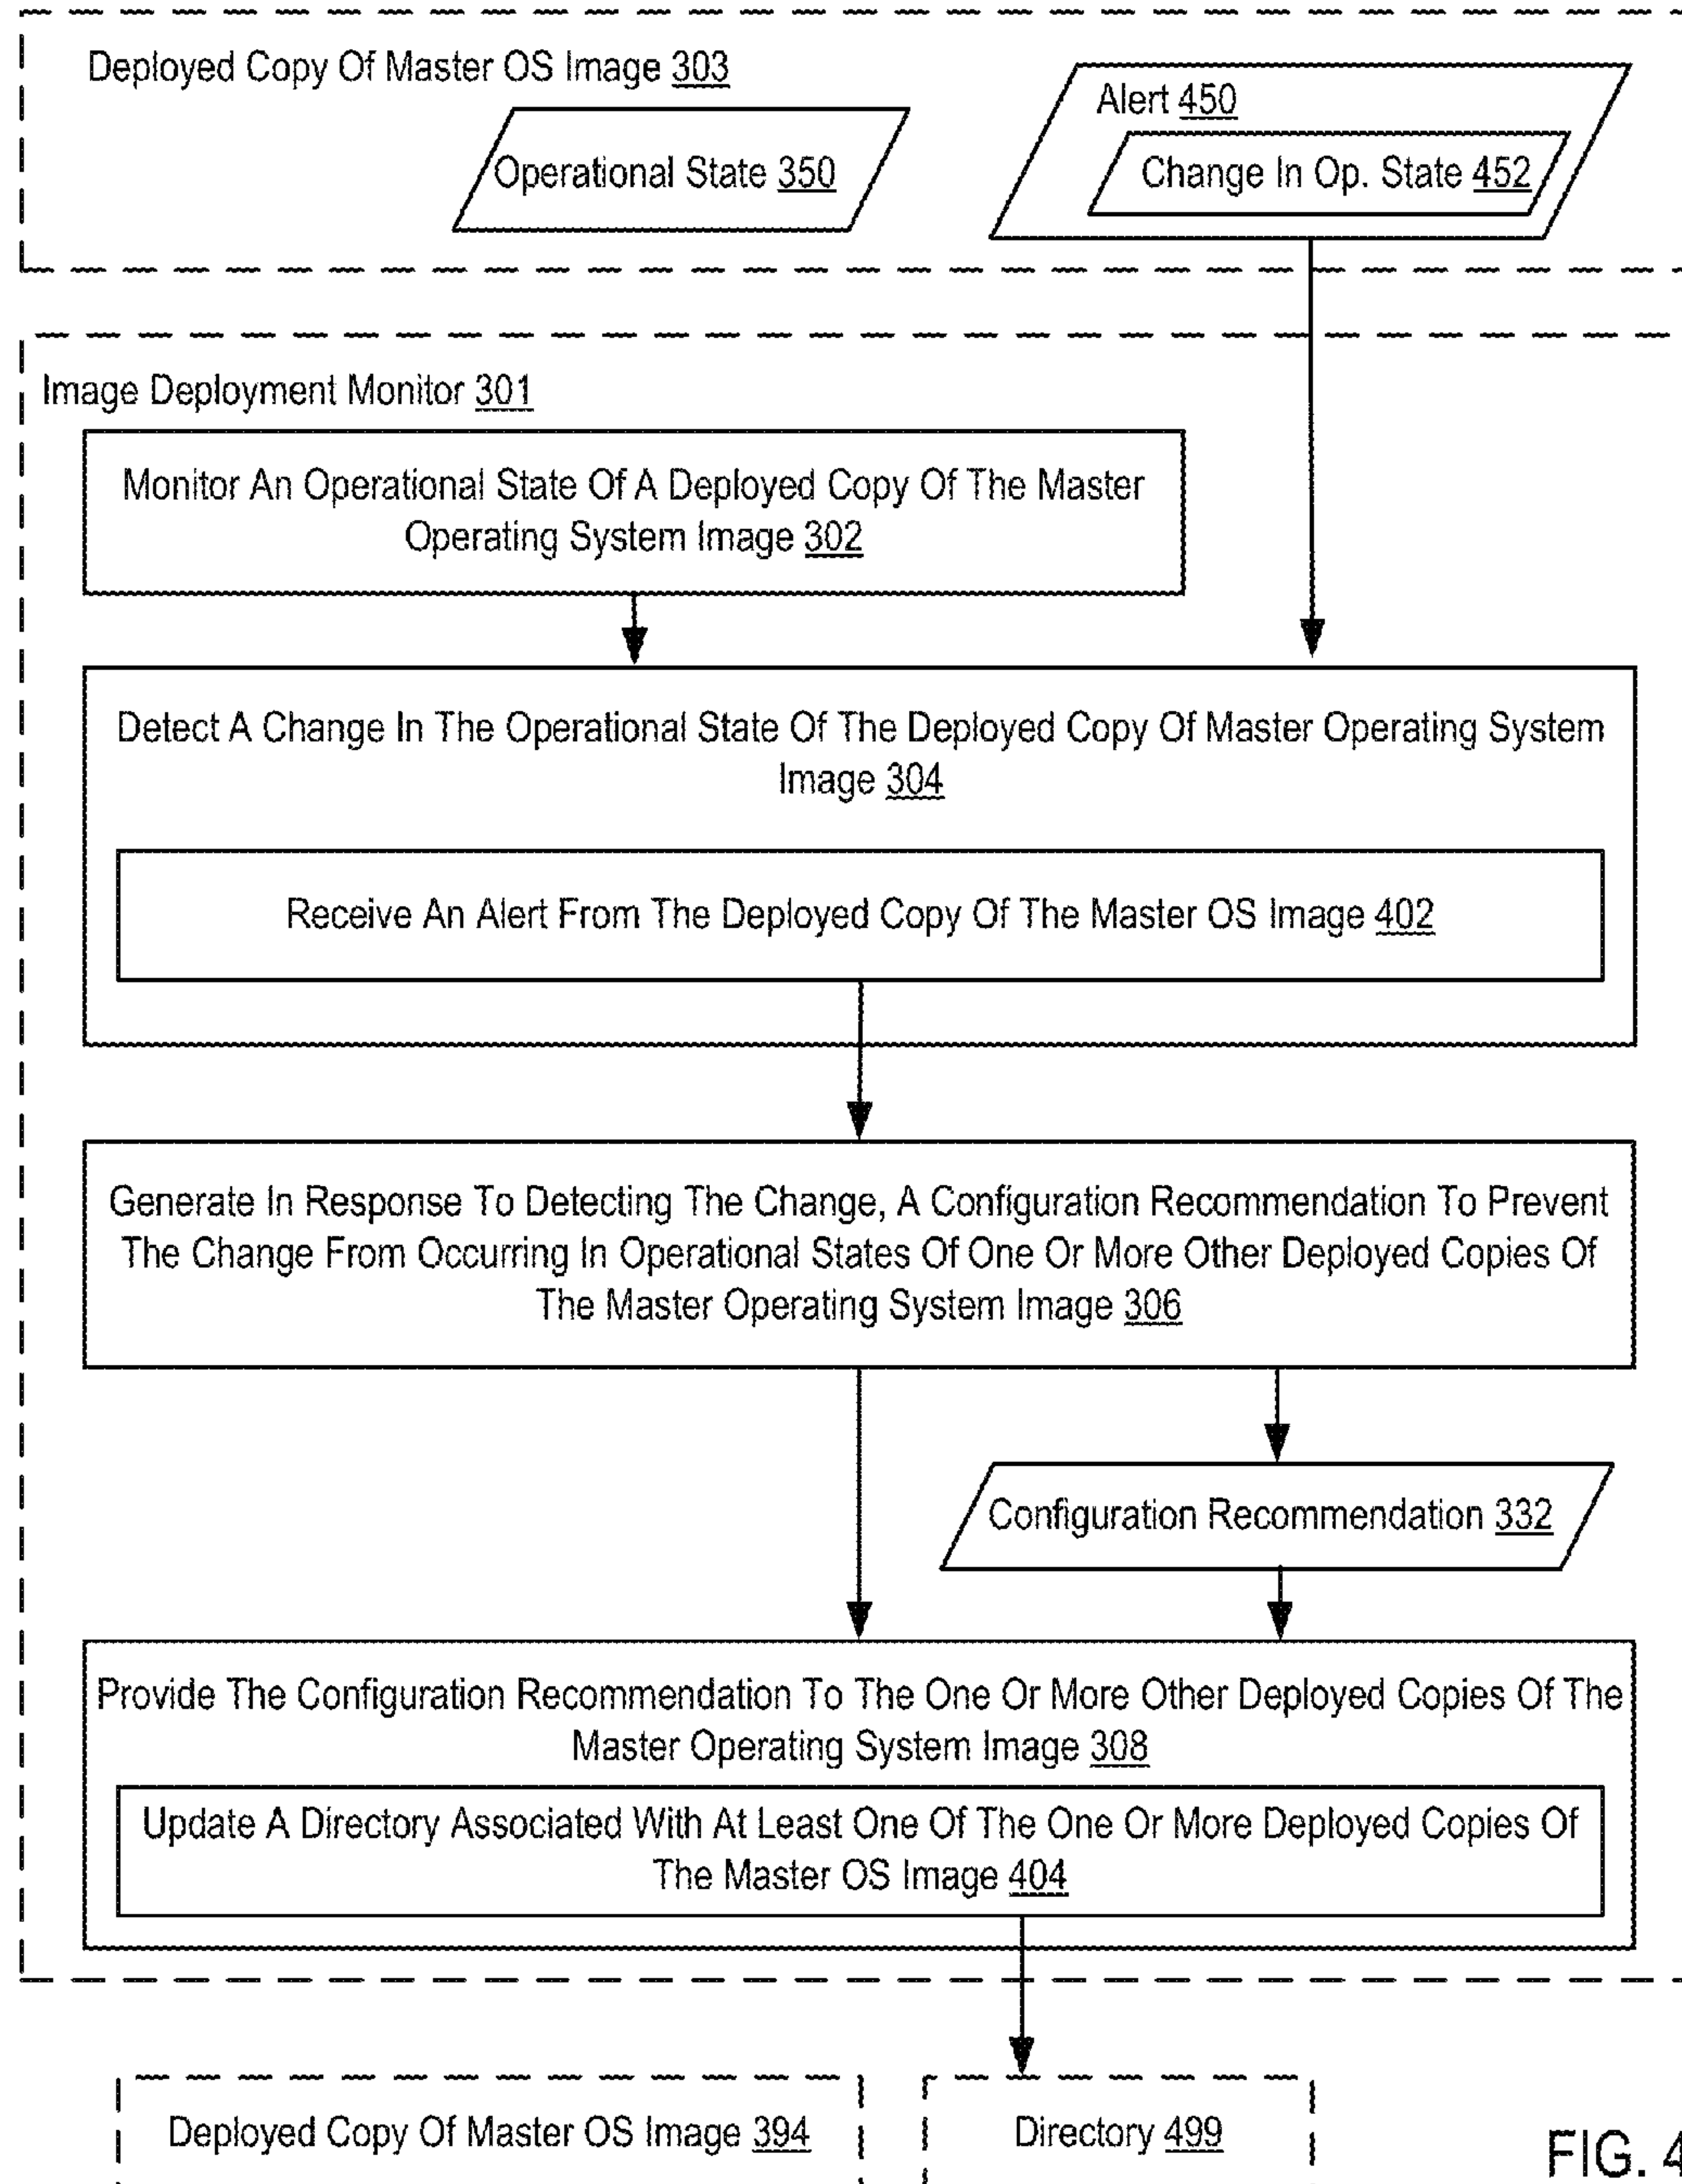 Deployed Copy Of Master OS Image 303
Alert 450
Operational State 350
Change In Op. State 452
Image Deployment Monitor 301
Monitor An Operational State Of A Deployed Copy Of The Master
Operating System Image 302
Detect A Change In The Operational State Of The Deployed Copy Of Master Operating System
Image 304
Receive An Alert From The Deployed Copy Of The Master OS Image 402
Generate In Response To Detecting The Change, A Configuration Recommendation To Prevent
The Change From Occurring In Operational States Of One Or More Other Deployed Copies Of
The Master Operating System Image 306
Configuration Recommendation 332
Provide The Configuration Recommendation To The One Or More Other Deployed Copies Of The
Master Operating System Image 308
Update A Directory Associated With At Least One Of The One Or More Deployed Copies Of
The Master OS Image 404
Deployed Copy Of Master OS Image 394
Directory 499
FIG. 4